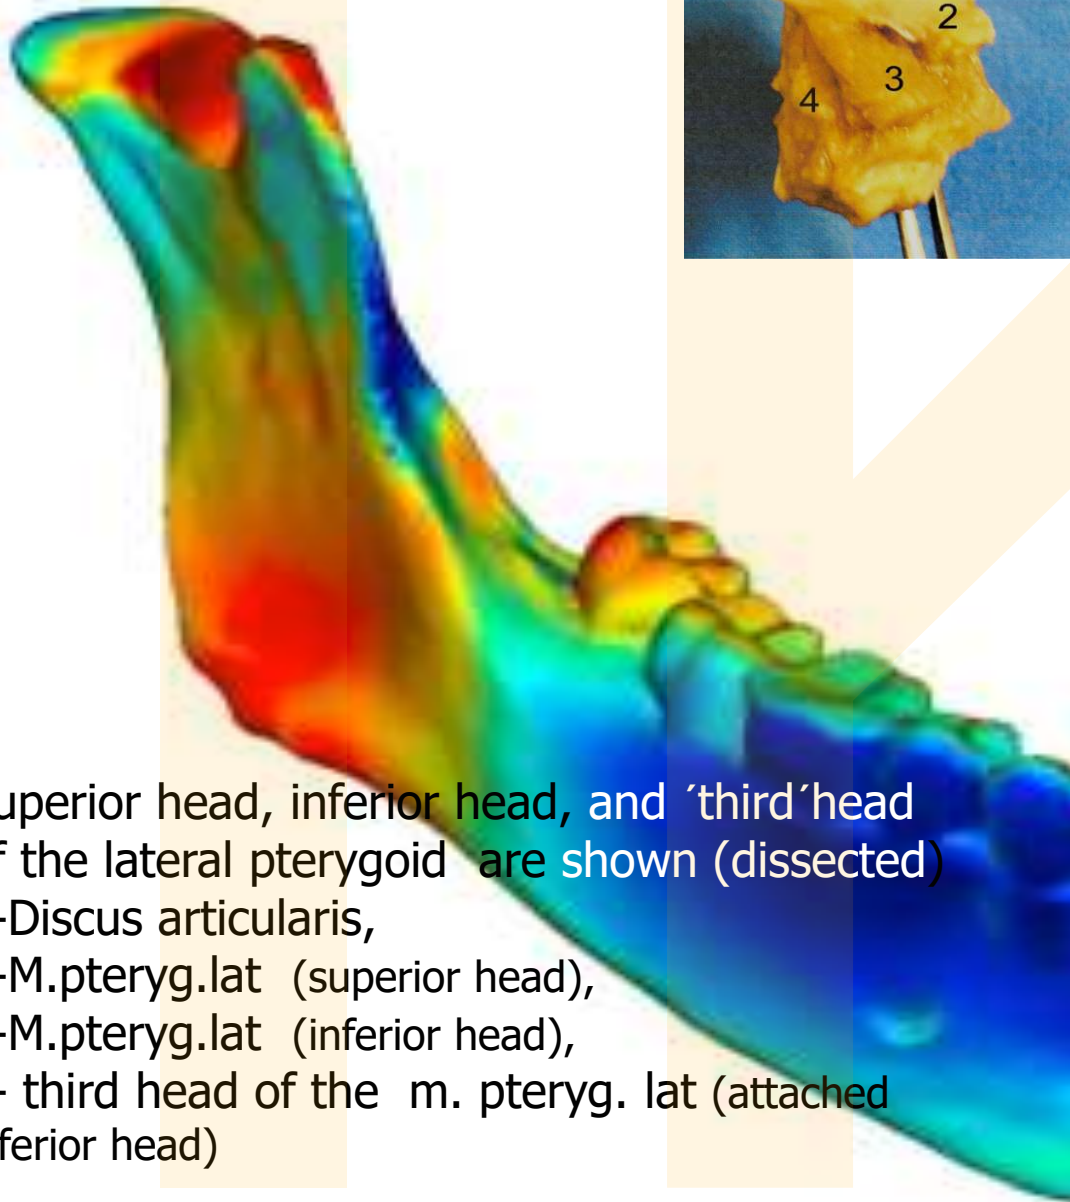 2
3
4
uperior head, inferior head, and ´third´head
f the lateral pterygoid are shown (dissected)
-Discus articularis,
-M.pteryg.lat (superior head),
-M.pteryg.lat (inferior head),
- third head of the m. pteryg. lat (attached
ferior head)